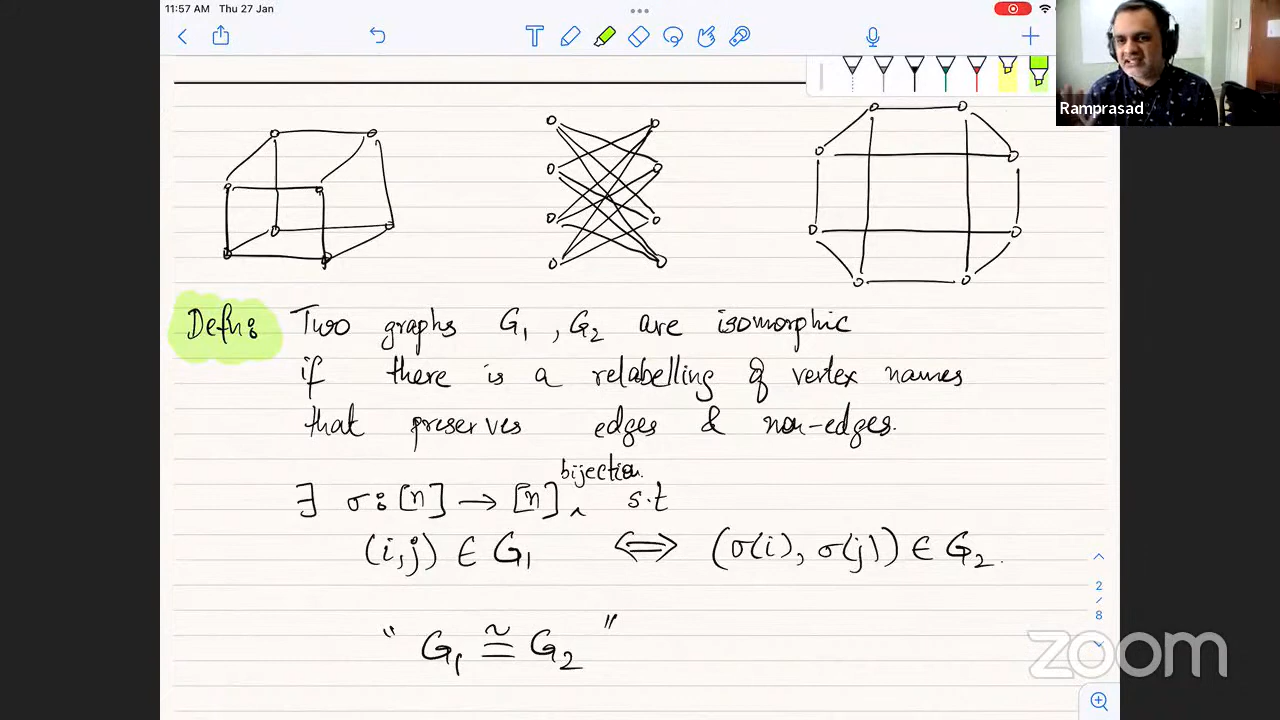 11:57 AM Thu 27 Jan
Ramprasad
Defn: Two graphs G₁, G₂ are isomorphic
if there is a relabelling of vertex names
that preserves edges & non-edges.
bijection
∃ σ: [n] → [n] ‸ s.t
(i,j) ∈ G₁ ⟺ (σ(i), σ(j)) ∈ G₂.
" G₁ ≅ G₂ "
2
/
8
zoom